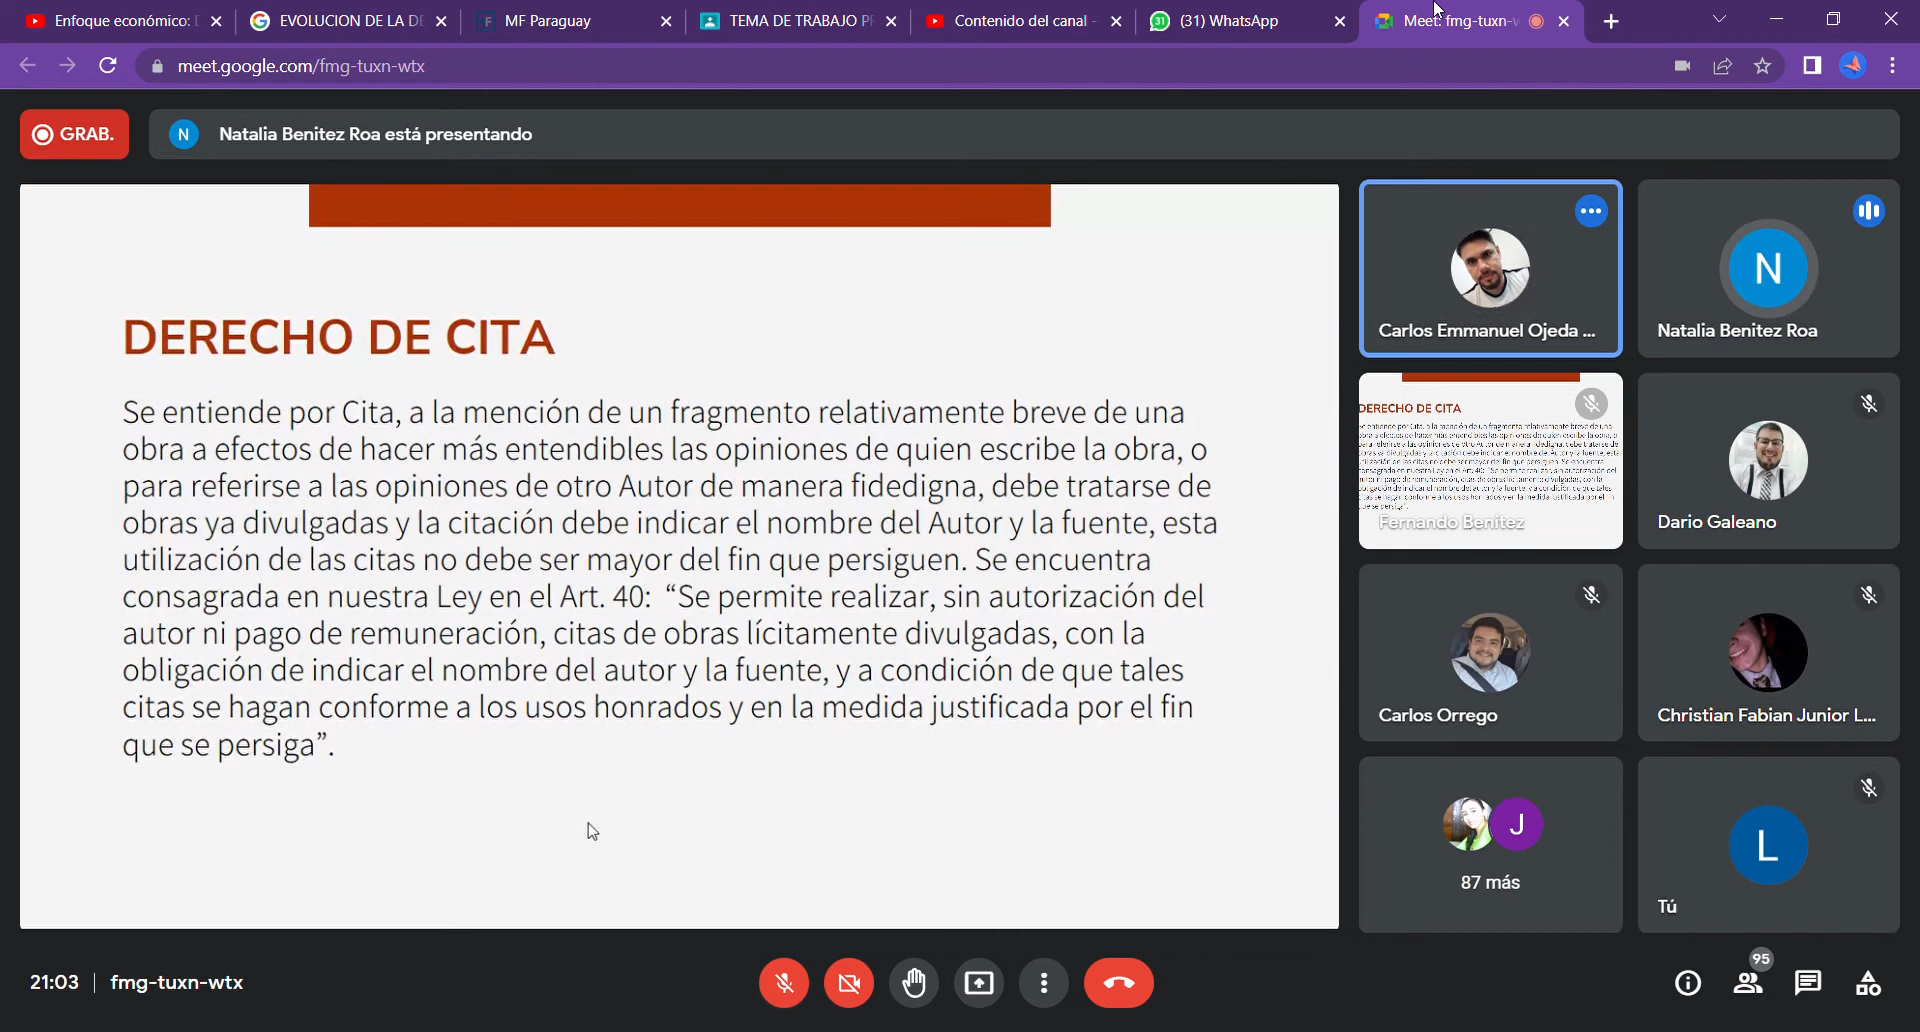 Enfoque económico:
EVOLUCION DE LA DE
MF Paraguay
TEMA DE TRABAJO P
Contenido del canal -
(31) WhatsApp
Meet: fmg-tuxn-w
meet.google.com/fmg-tuxn-wtx
GRAB.
N
Natalia Benitez Roa está presentando
DERECHO DE CITA
Se entiende por Cita, a la mención de un fragmento relativamente breve de una
obra a efectos de hacer más entendibles las opiniones de quien escribe la obra, o
para referirse a las opiniones de otro Autor de manera fidedigna, debe tratarse de
obras ya divulgadas y la citación debe indicar el nombre del Autor y la fuente, esta
utilización de las citas no debe ser mayor del fin que persiguen. Se encuentra
consagrada en nuestra Ley en el Art. 40: “Se permite realizar, sin autorización del
autor ni pago de remuneración, citas de obras lícitamente divulgadas, con la
obligación de indicar el nombre del autor y la fuente, y a condición de que tales
citas se hagan conforme a los usos honrados y en la medida justificada por el fin
que se persiga”.
Carlos Emmanuel Ojeda ...
N
Natalia Benitez Roa
DERECHO DE CITA
Fernando Benitez
Dario Galeano
Carlos Orrego
Christian Fabian Junior L...
J
87 más
L
Tú
21:03
fmg-tuxn-wtx
95